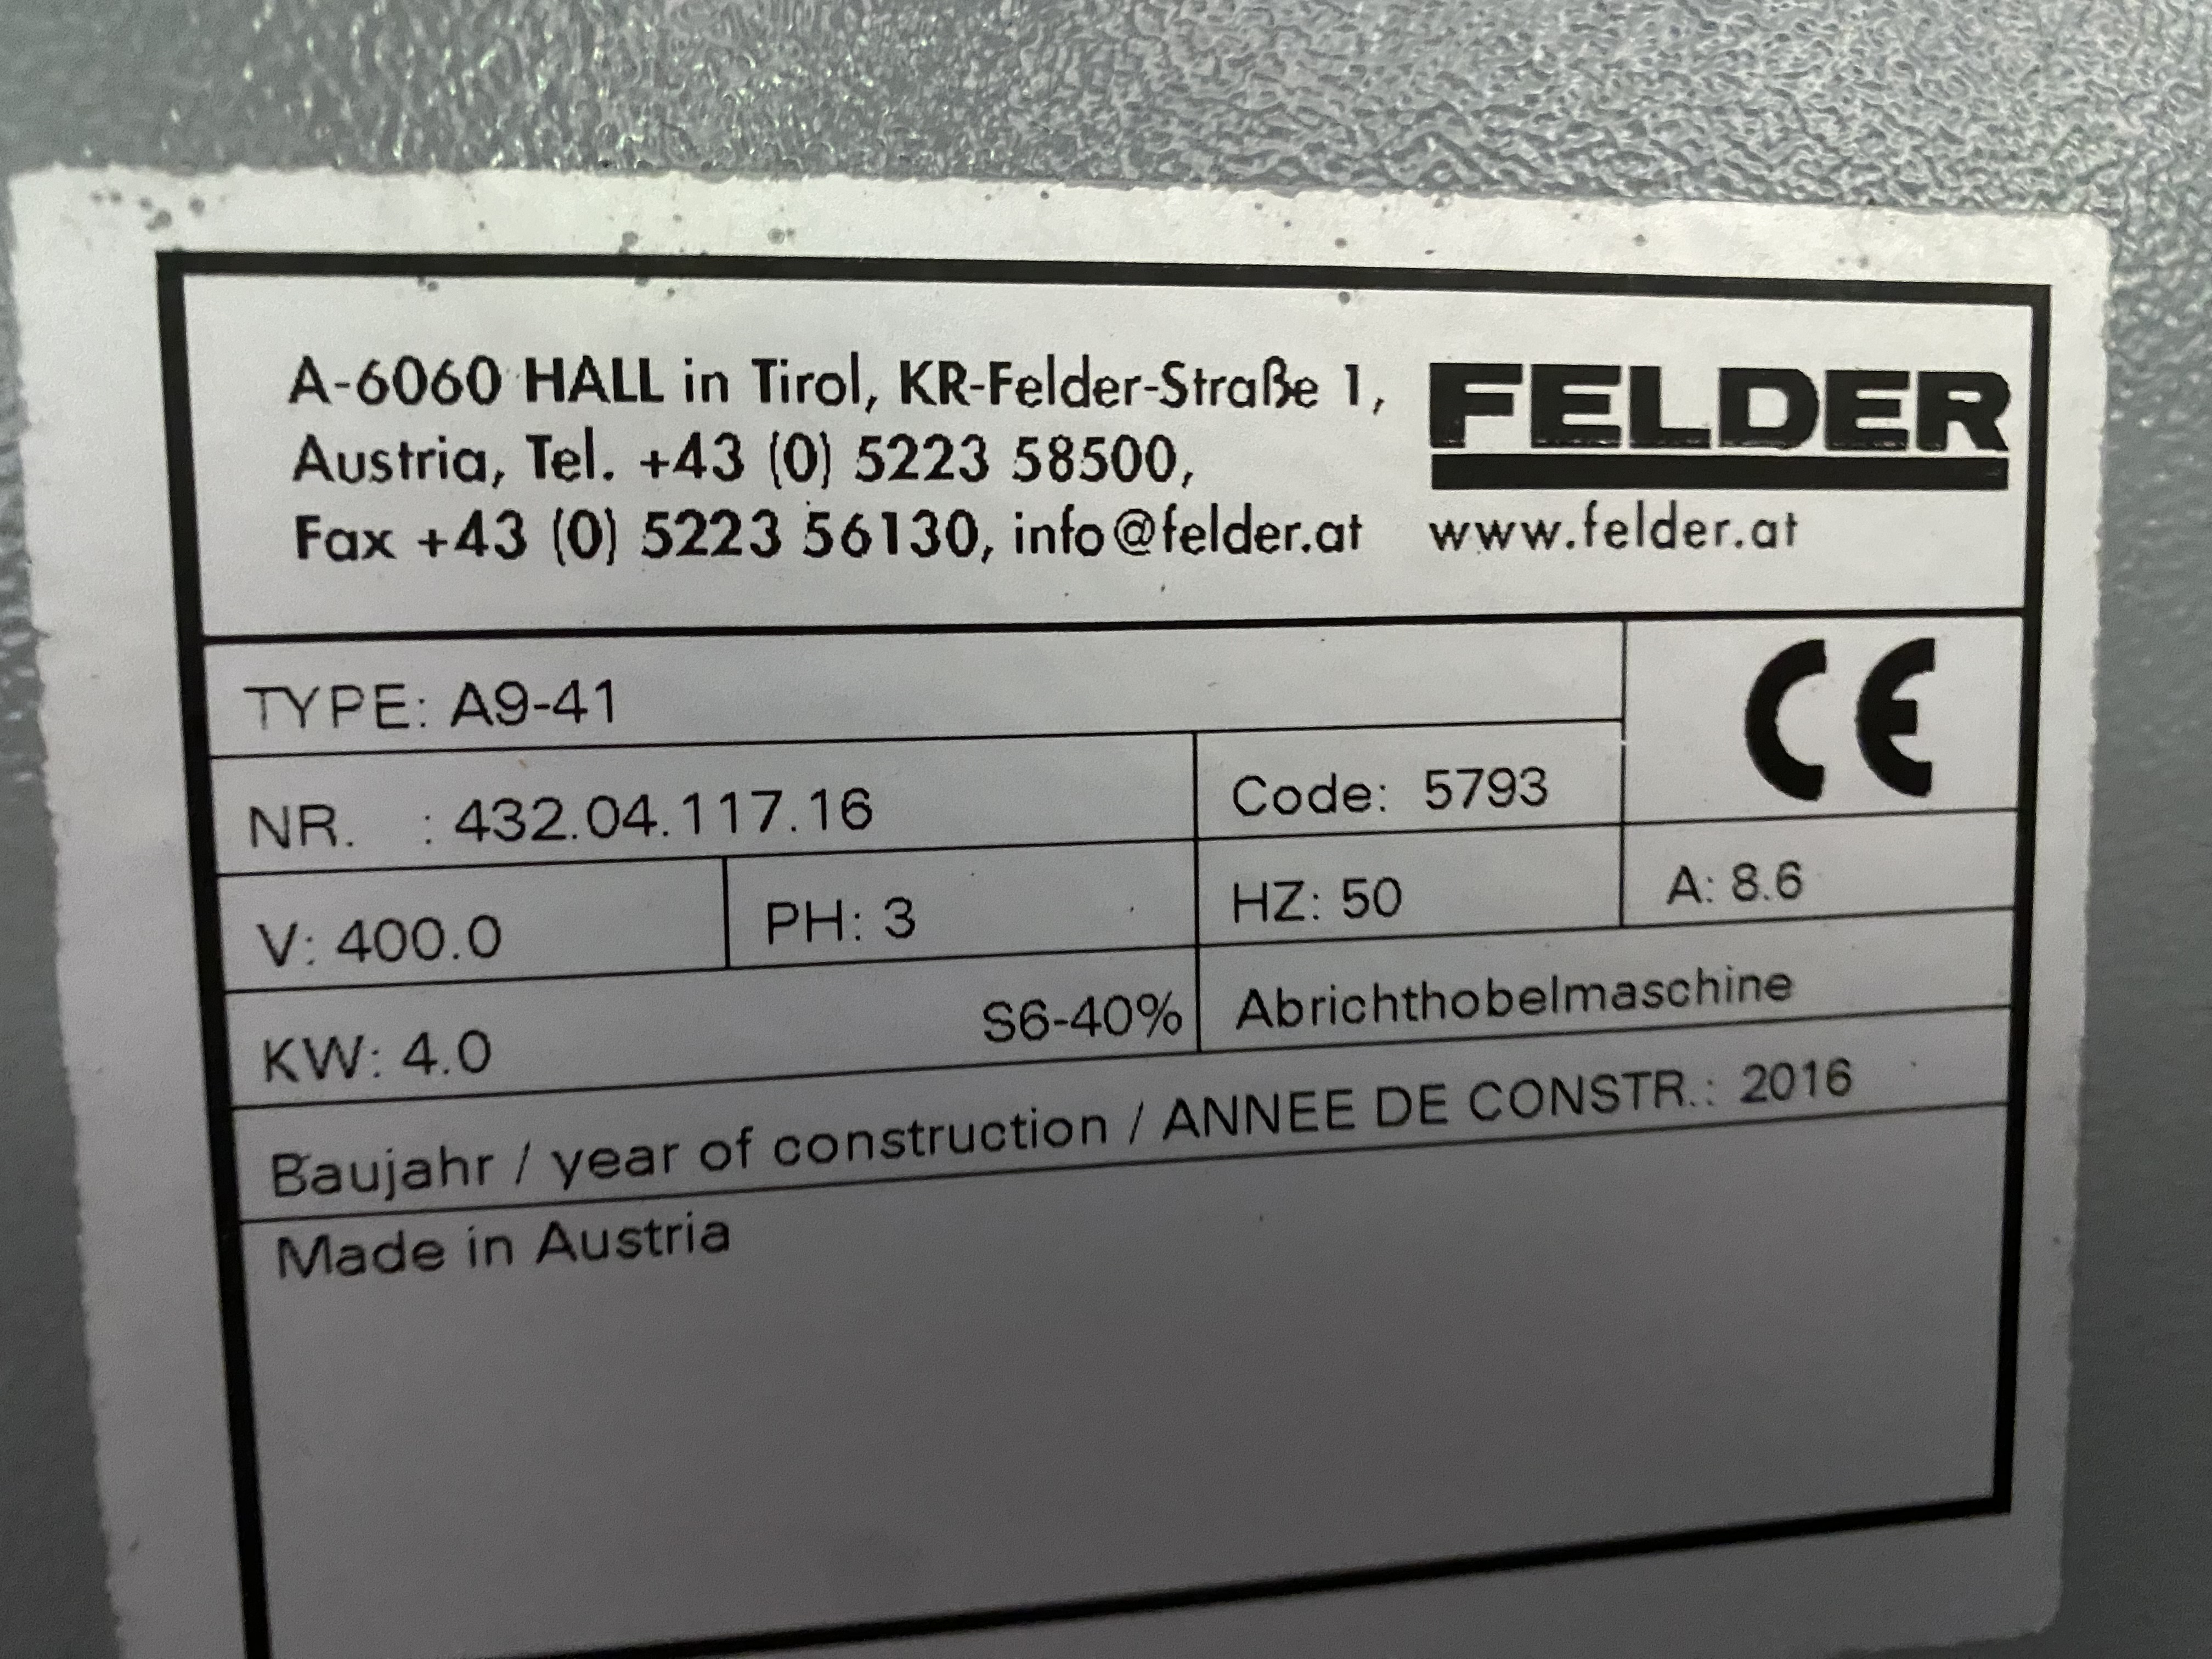 A-6060 HALL in Tirol, KR-Felder-Straße 1,
Austria, Tel. +43 (0) 5223 58500,
Fax +43 (0) 5223 56130, info@felder.at
FELDER
www.felder.at
TYPE: A9-41
CE
NR. : 432.04.117.16
Code: 5793
V: 400.0
PH: 3
HZ: 50
A: 8.6
KW: 4.0 S6-40%
Abrichthobelmaschine
Baujahr / year of construction / ANNEE DE CONSTR.: 2016
Made in Austria